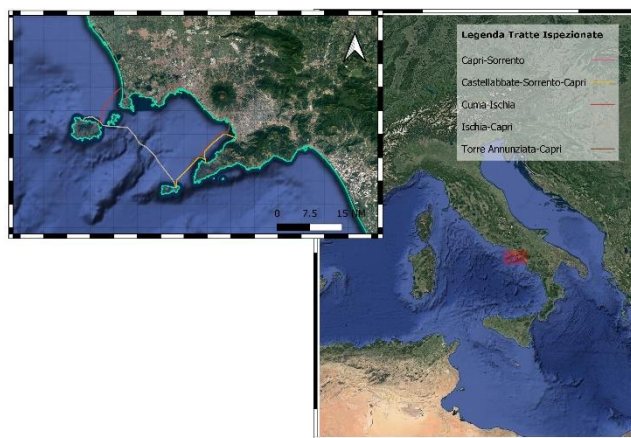 Legenda Tratte Ispezionate
Capri-Sorrento
Castellabbate-Sorrento-Capri
Cuma-Ischia
Ischia-Capri
Torre Annunziata-Capri
0 7.5 15 NM